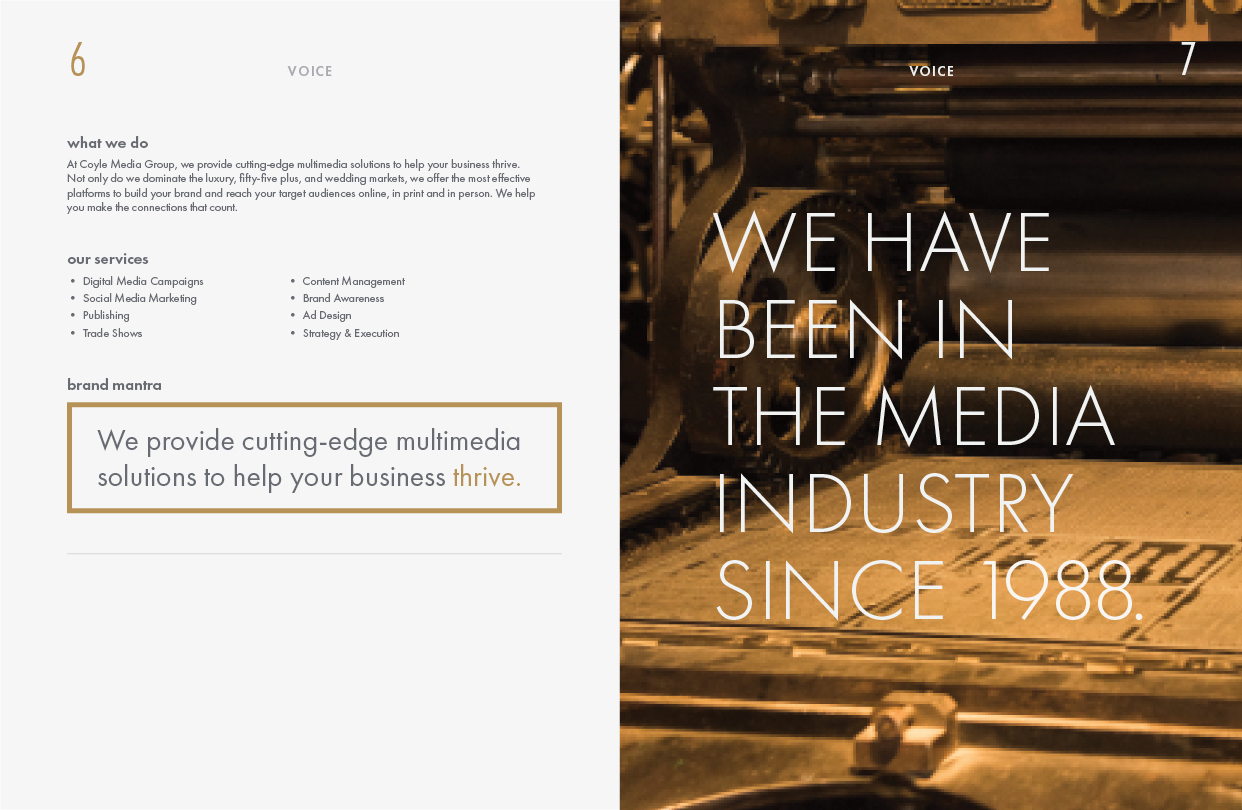 6
VOICE
what we do
At Coyle Media Group, we provide cutting-edge multimedia solutions to help your business thrive.
Not only do we dominate the luxury, fifty-five plus, and wedding markets, we offer the most effective
platforms to build your brand and reach your target audiences online, in print and in person. We help
you make the connections that count.
our services
• Digital Media Campaigns
• Social Media Marketing
• Publishing
• Trade Shows
• Content Management
• Brand Awareness
• Ad Design
• Strategy & Execution
brand mantra
We provide cutting-edge multimedia
solutions to help your business thrive.
VOICE
7
WE HAVE
BEEN IN
THE MEDIA
INDUSTRY
SINCE 1988.